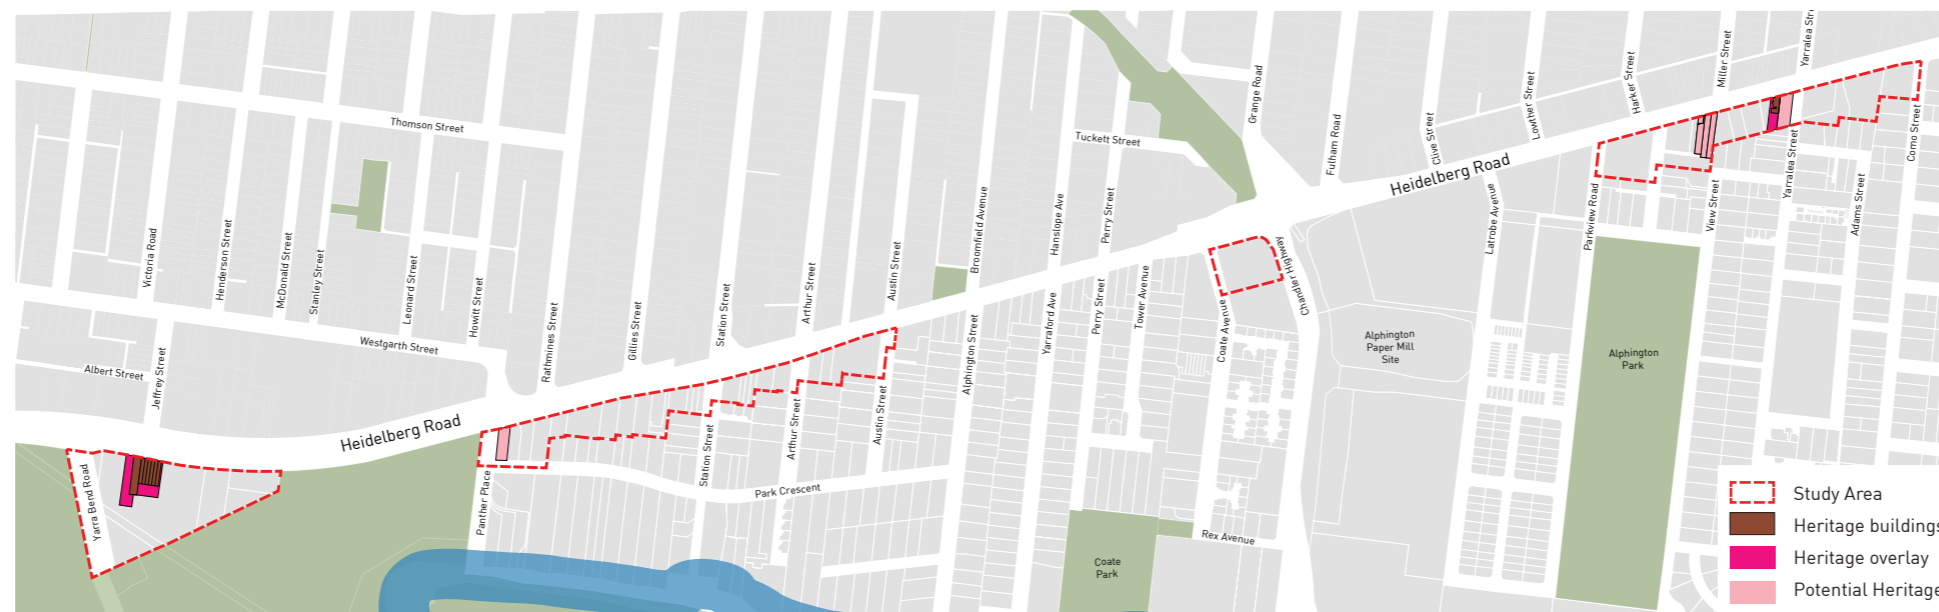 Thomson Street
Victoria Road
Henderson Street
McDonald Street
Stanley Street
Leonard Street
Howitt Street
Rathmines Street
Gillies Street
Station Street
Arthur Street
Austin Street
Broomfield Avenue
Hanslope Ave
Perry Street
Tuckett Street
Grange Road
Fulham Road
Clive Street
Lowther Street
Harker Street
Miller Street
Yarralea Str
Heidelberg Road
Westgarth Street
Albert Street
Jeffrey Street
Heidelberg Road
Yarra Bend Road
Panther Place
Station Street
Arthur Street
Austin Street
Park Crescent
Alphington Street
Yarraford Ave
Perry Street
Tower Avenue
Coate Avenue
Chandler Highway
Rex Avenue
Coate
Park
Alphington
Paper Mill
Site
Latrobe Avenue
Parkview Road
Alphington
Park
View Street
Yarralea Street
Adams Street
Como Street
Study Area
Heritage buildings
Heritage overlay
Potential Heritage